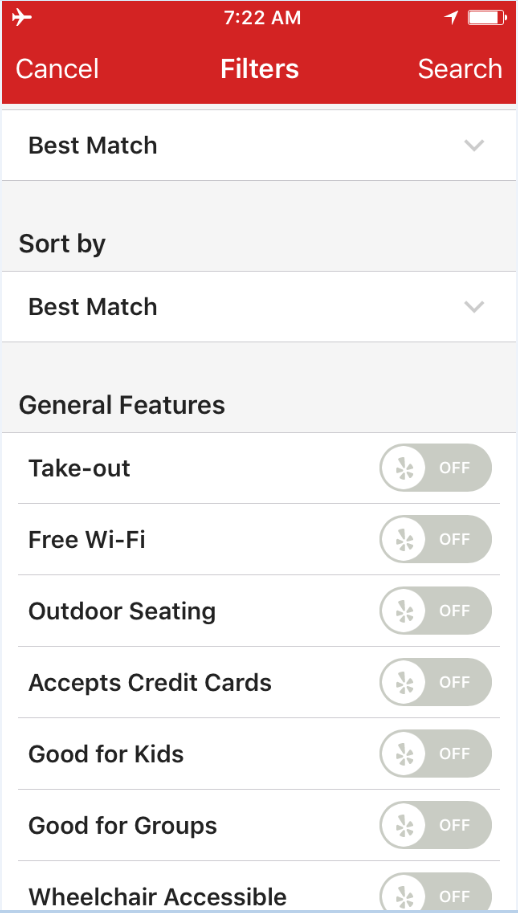 7:22 AM
Cancel Filters Search
Best Match
Sort by
Best Match
General Features
Take-out OFF
Free Wi-Fi OFF
Outdoor Seating OFF
Accepts Credit Cards OFF
Good for Kids OFF
Good for Groups OFF
Wheelchair Accessible OFF